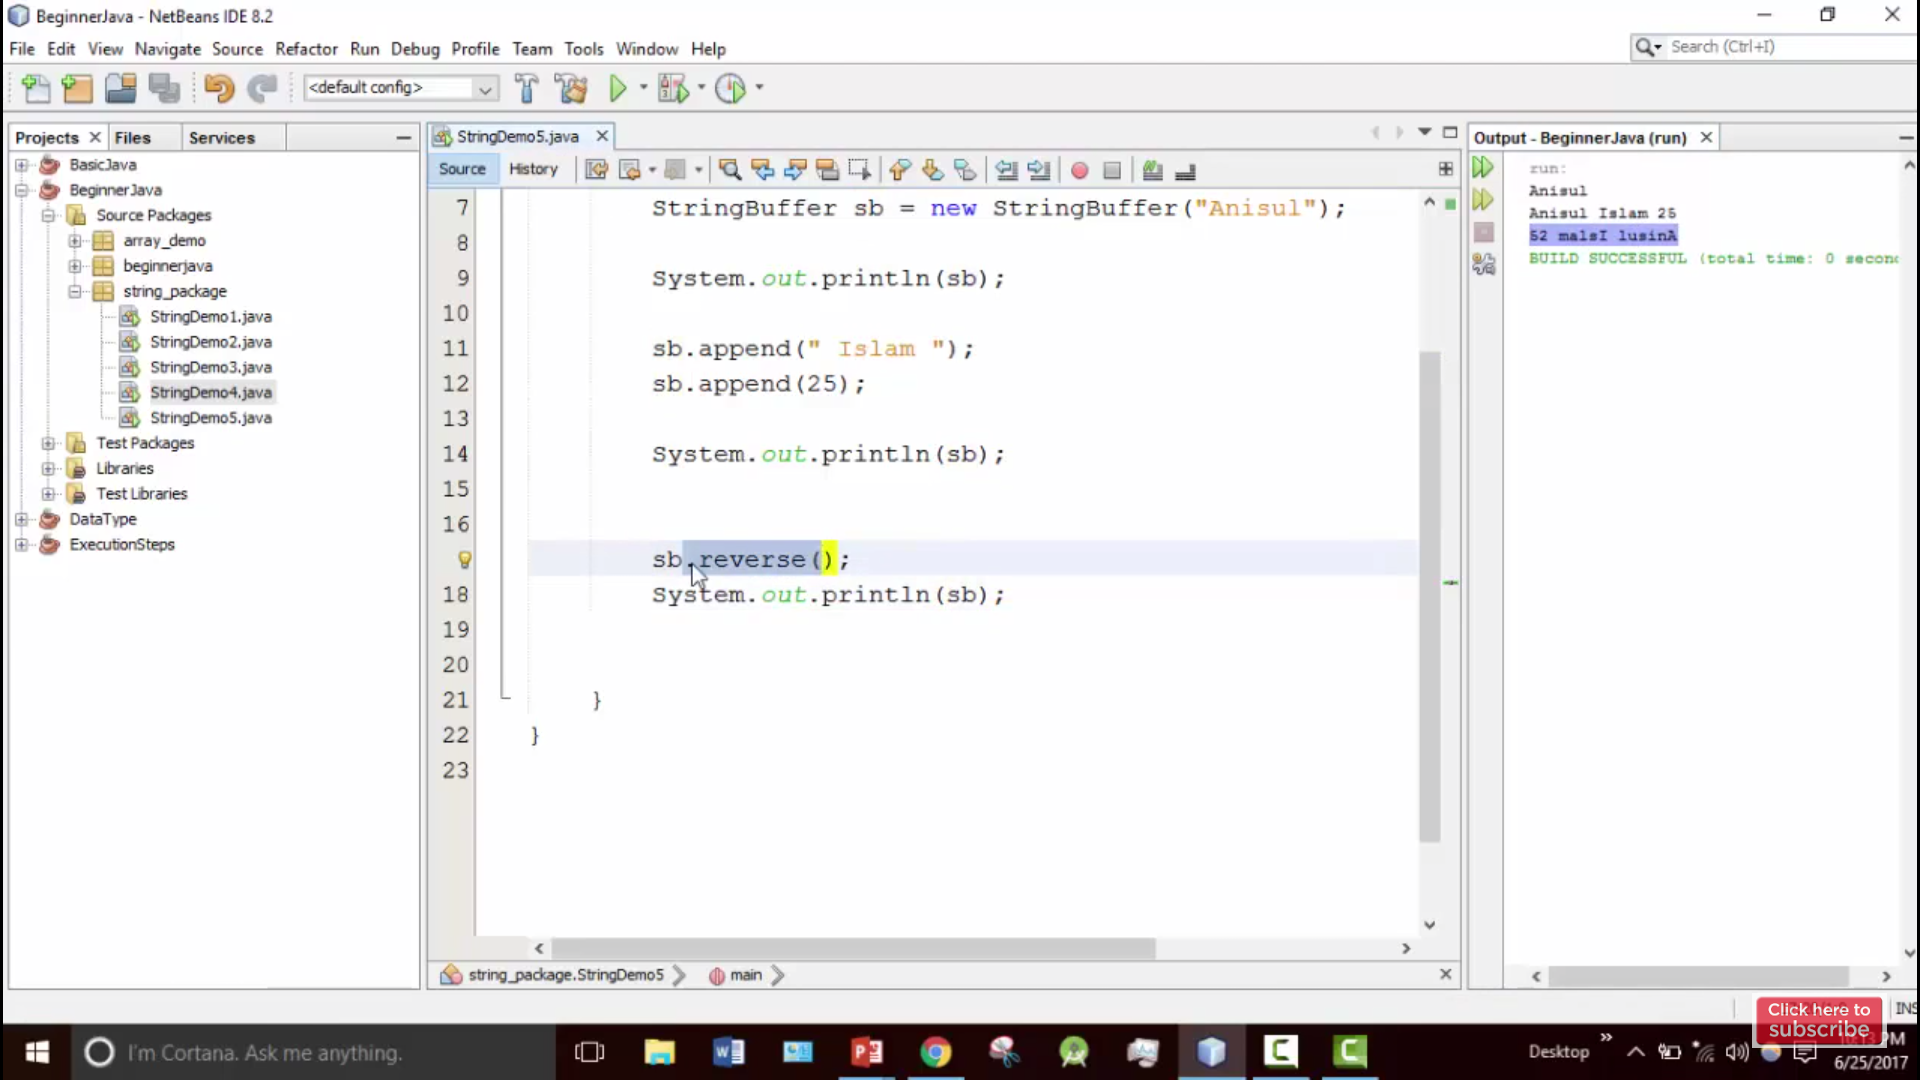 BeginnerJava - NetBeans IDE 8.2
File Edit View Navigate Source Refactor Run Debug Profile Team Tools Window Help
Search (Ctrl+I)
<default config>
Projects Files Services
BasicJava
BeginnerJava
Source Packages
array_demo
beginnerjava
string_package
StringDemo1.java
StringDemo2.java
StringDemo3.java
StringDemo4.java
StringDemo5.java
Test Packages
Libraries
Test Libraries
DataType
ExecutionSteps
StringDemo5.java
Source History
7 StringBuffer sb = new StringBuffer("Anisul");
8
9 System.out.println(sb);
10
11 sb.append(" Islam ");
12 sb.append(25);
13
14 System.out.println(sb);
15
16
sb.reverse();
18 System.out.println(sb);
19
20
21 }
22 }
23
string_package.StringDemo5 main
Output - BeginnerJava (run)
run:
Anisul
Anisul Islam 25
52 malsI lusinA
BUILD SUCCESSFUL (total time: 0 secon
INS
Click here to
subscribe
I'm Cortana. Ask me anything.
Desktop
PM
6/25/2017